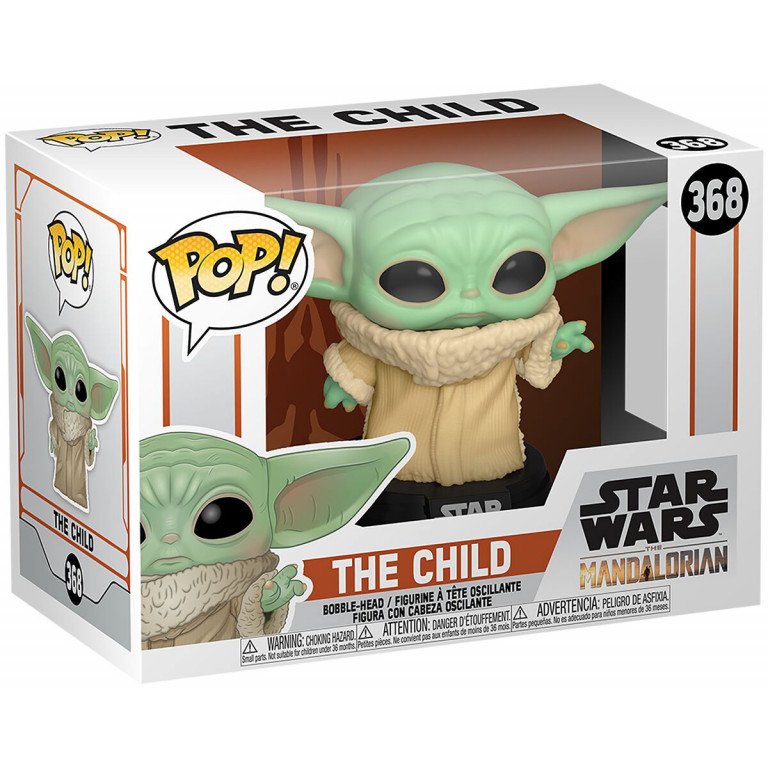 POP!
THE CHILD
368
POP!
368
POP!®
THE CHILD
368
STAR
STAR
WARS™
THE
MANDALORIAN
THE CHILD
BOBBLE-HEAD / FIGURINE À TÊTE OSCILLANTE
FIGURA CON CABEZA OSCILANTE
WARNING: CHOKING HAZARD.
Small parts. Not suitable for children under 36 months.
ATTENTION: DANGER D'ÉTOUFFEMENT.
Petites pièces. Ne convient pas aux enfants de moins de 36 mois.
ADVERTENCIA: PELIGRO DE ASFIXIA.
Partes pequeñas. No es adecuado para niños menores de 36 meses.